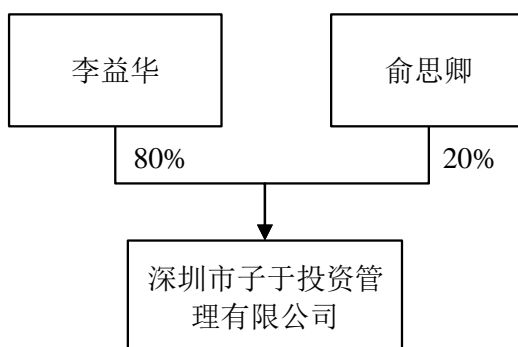 李益华
俞思卿
80%
20%
深圳市子于投资管
理有限公司